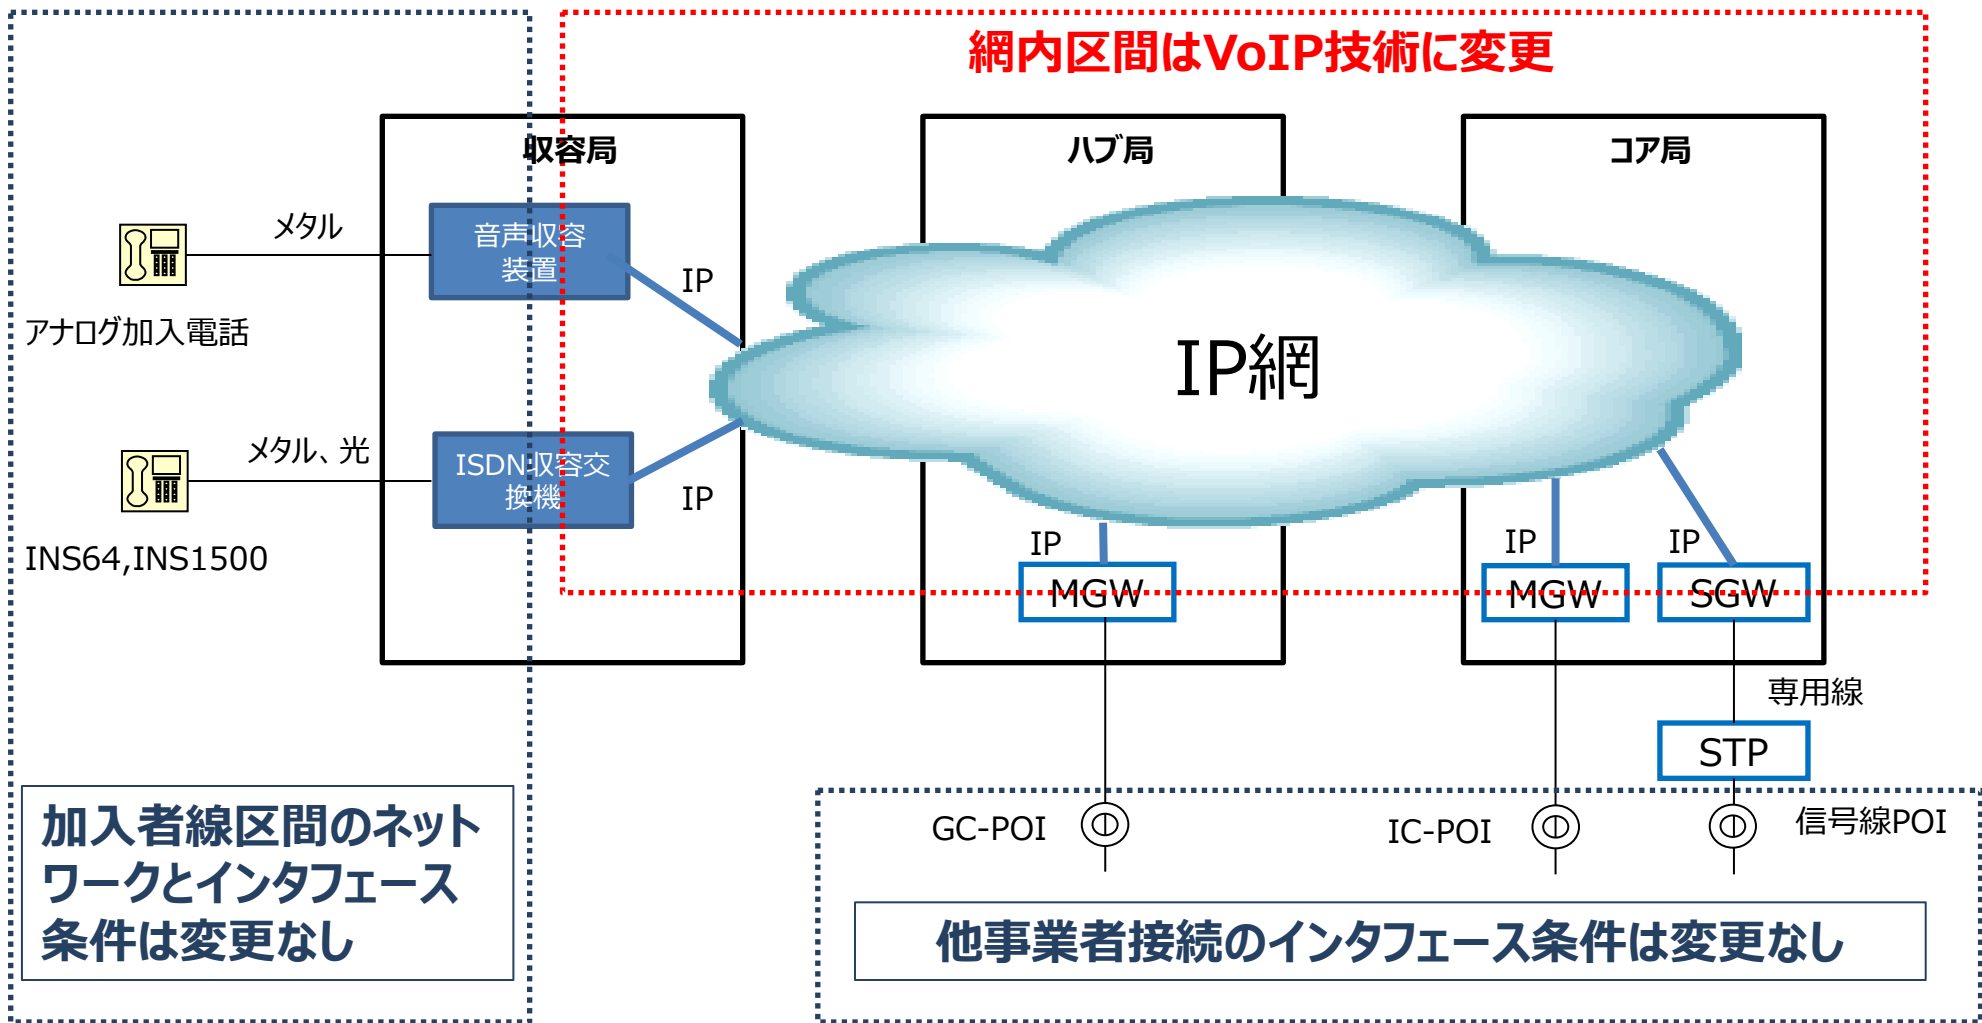 網内区間はVoIP技術に変更
収容局
ハブ局
コア局
メタル
音声収容
装置
IP
アナログ加入電話
IP網
メタル、光
ISDN収容交
換機
IP
INS64,INS1500
IP
MGW
IP
MGW
IP
SGW
専用線
STP
GC-POI
IC-POI
信号線POI
加入者線区間のネット
ワークとインタフェース
条件は変更なし
他事業者接続のインタフェース条件は変更なし